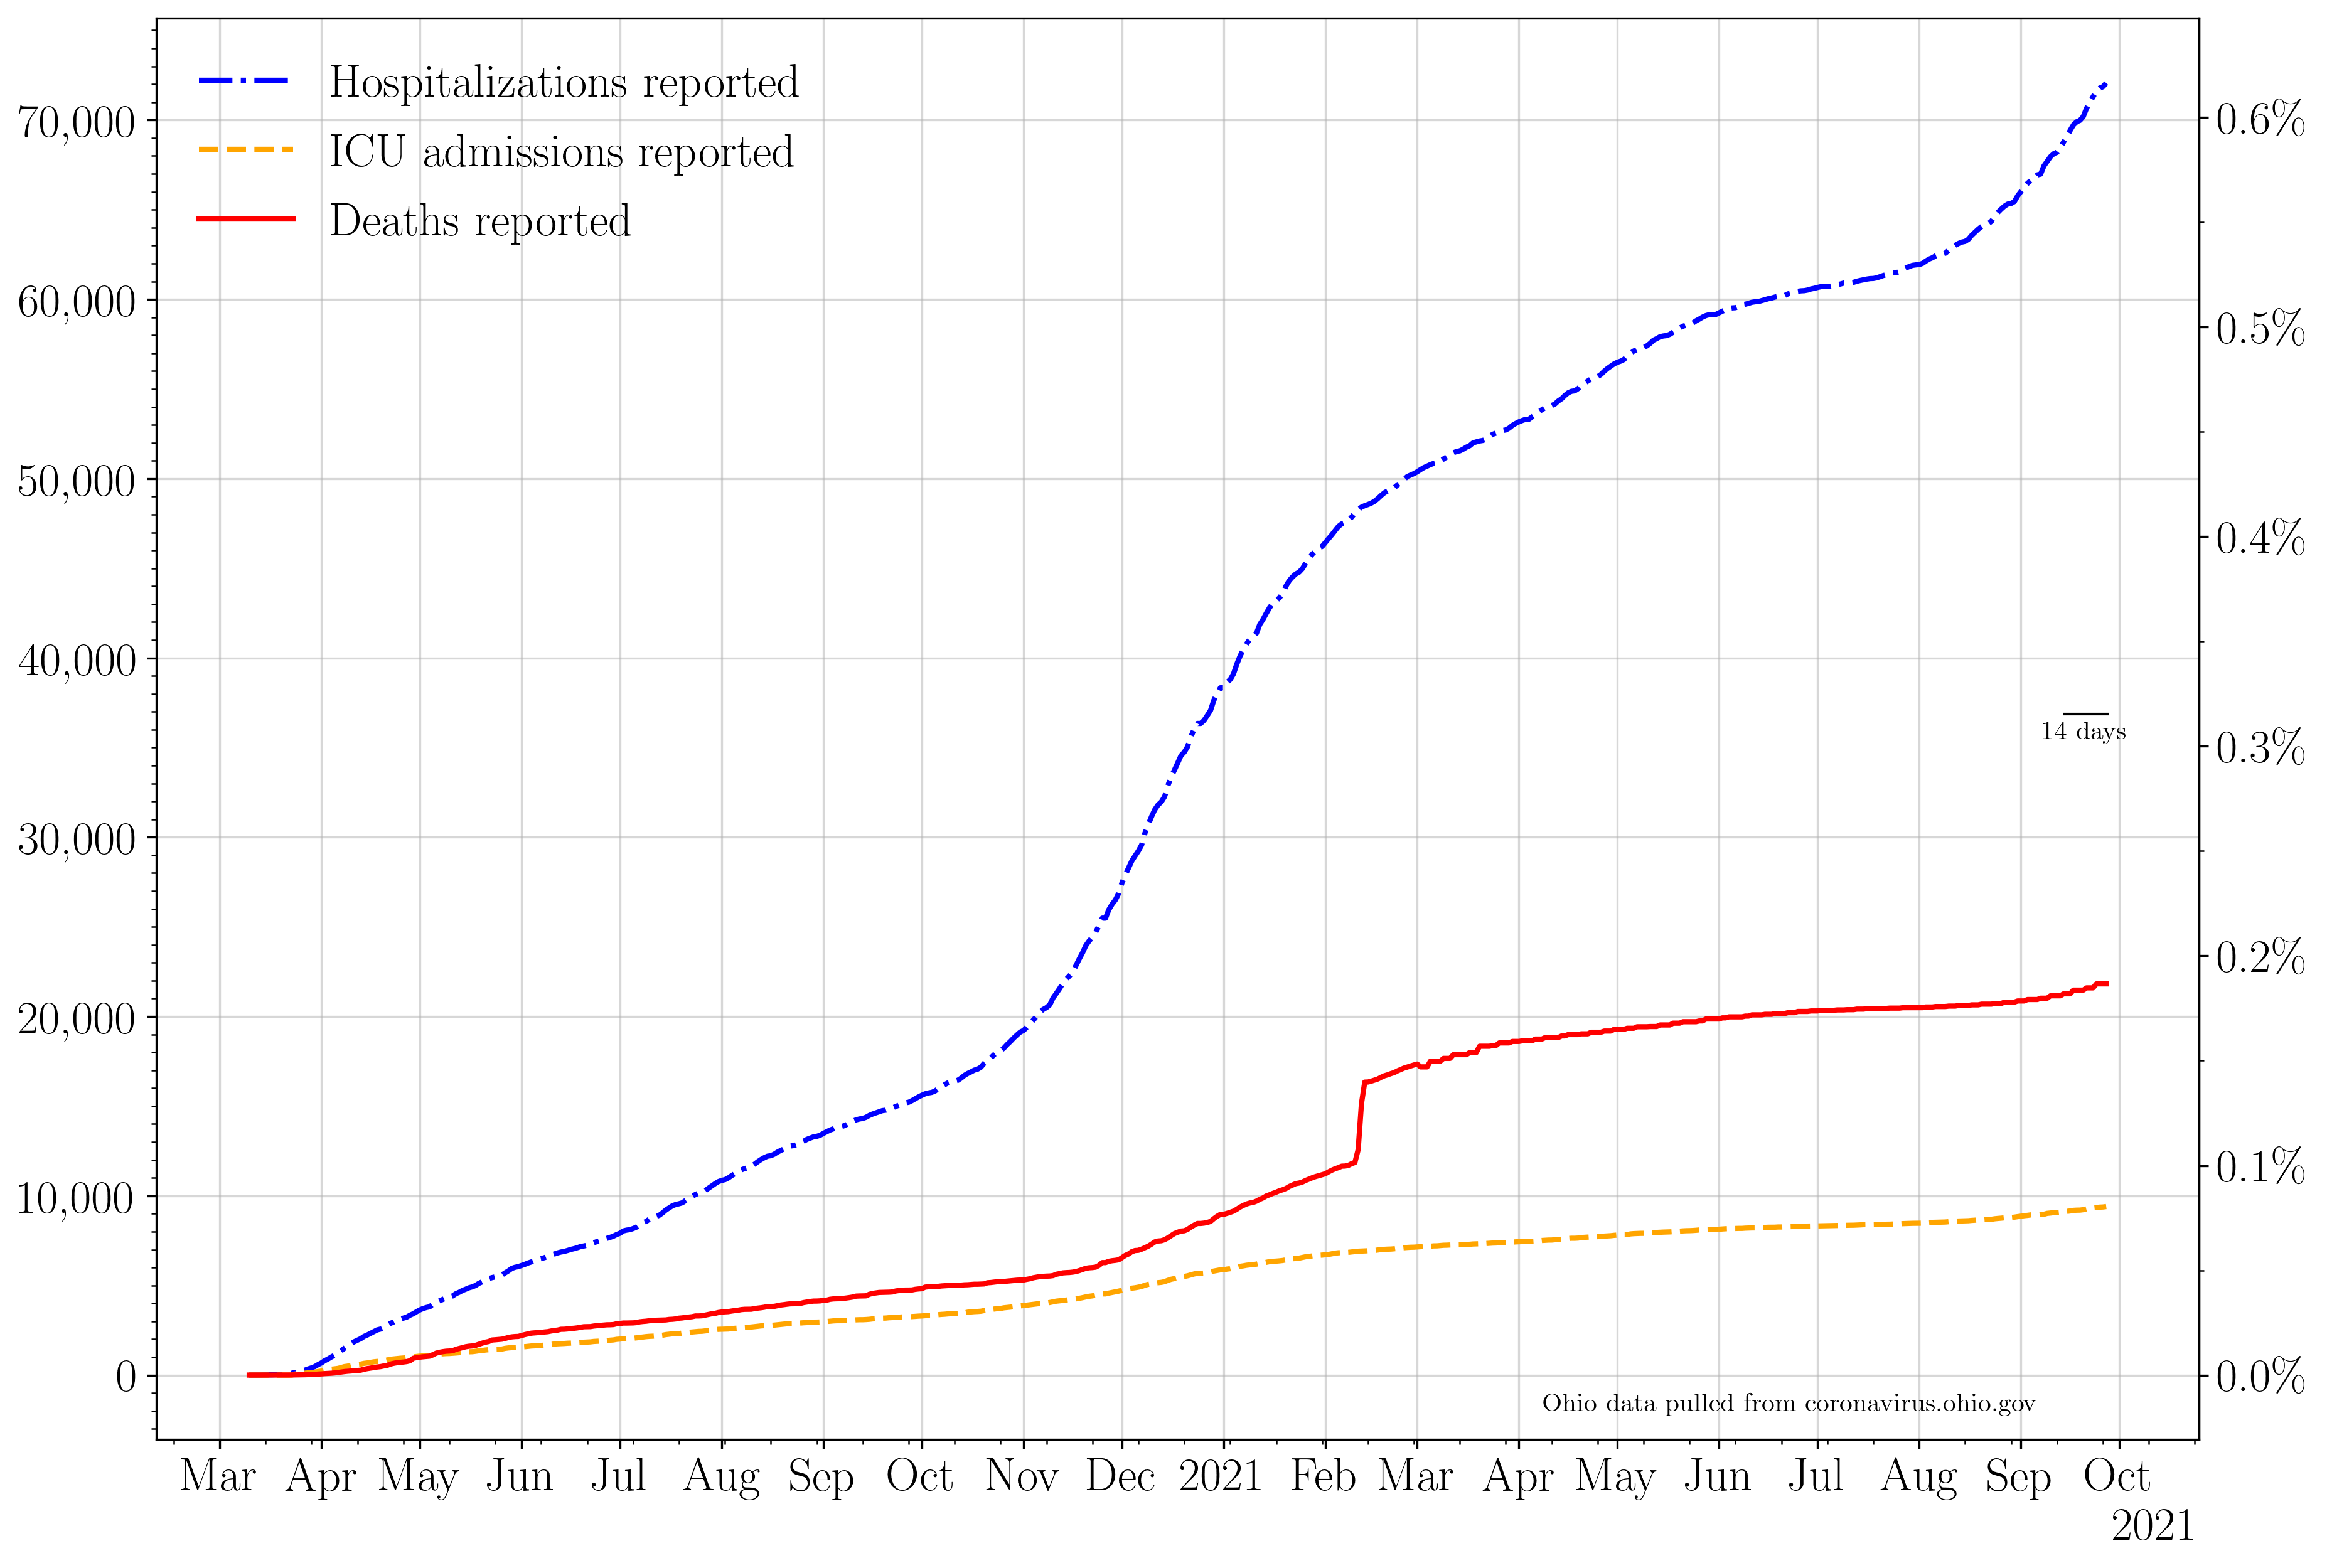 Hospitalizations reported
ICU admissions reported
Deaths reported
70,000
60,000
50,000
40,000
30,000
20,000
10,000
0
0.6%
0.5%
0.4%
0.3%
0.2%
0.1%
0.0%
14 days
Ohio data pulled from coronavirus.ohio.gov
Mar Apr May Jun Jul Aug Sep Oct Nov Dec 2021 Feb Mar Apr May Jun Jul Aug Sep Oct
2021